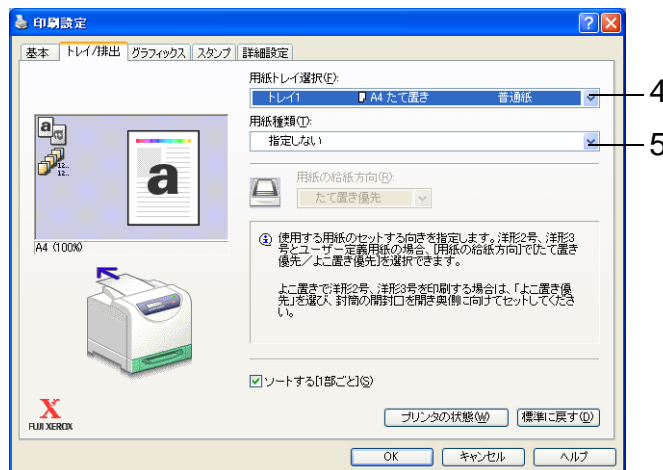 印刷設定
基本 トレイ/排出 グラフィックス スタンプ 詳細設定
用紙トレイ選択(F):
トレイ1 A4 たて置き 普通紙
4
用紙種類(T):
指定しない
5
用紙の給紙方向(R):
たて置き優先
a
12..
12..
a
A4 (100%)
使用する用紙のセットする向きを指定します。洋形2号、洋形3
号とユーザー定義用紙の場合、[用紙の給紙方向]で[たて置き
優先/よこ置き優先]を選択できます。
よこ置きで洋形2号、洋形3号を印刷する場合は、「よこ置き優
先」を選び、封筒の開封口を開き奥側に向けてセットしてくださ
い。
ソートする[1部ごと](S)
X
FUJI XEROX
プリンタの状態(W) 標準に戻す(D)
OK キャンセル ヘルプ